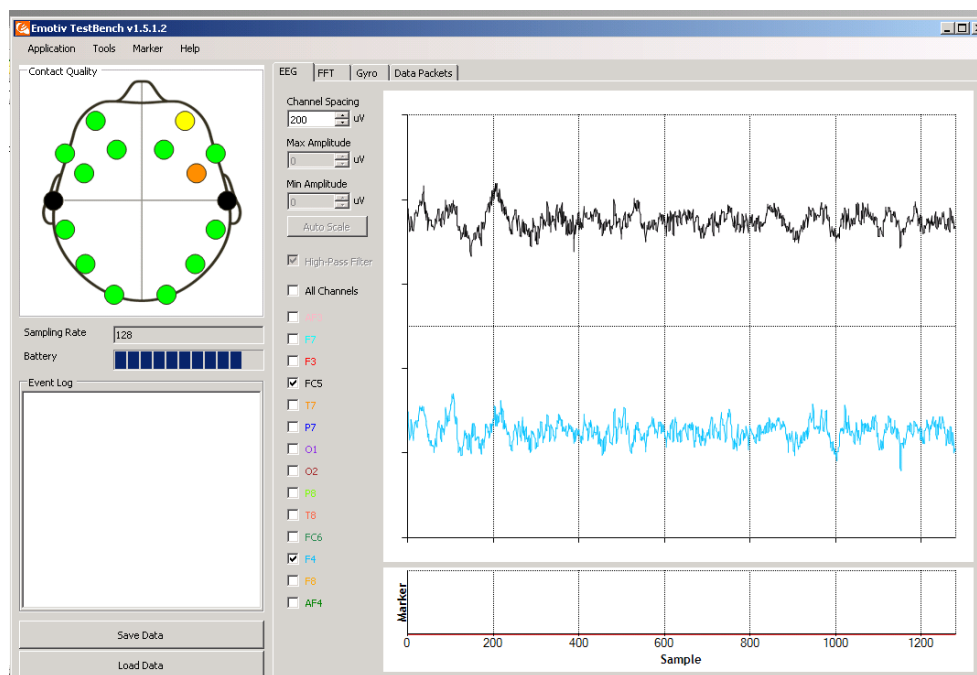 Emotiv TestBench v1.5.1.2
Application Tools Marker Help
Contact Quality
Sampling Rate 128
Battery
Event Log
Save Data
Load Data
EEG FFT Gyro Data Packets
Channel Spacing
200 uV
Max Amplitude
0 uV
Min Amplitude
0 uV
Auto Scale
High-Pass Filter
All Channels
F7
F3
FC5
T7
P7
O1
O2
P8
T8
FC6
F4
F8
AF4
Marker
0 200 400 600 800 1000 1200
Sample